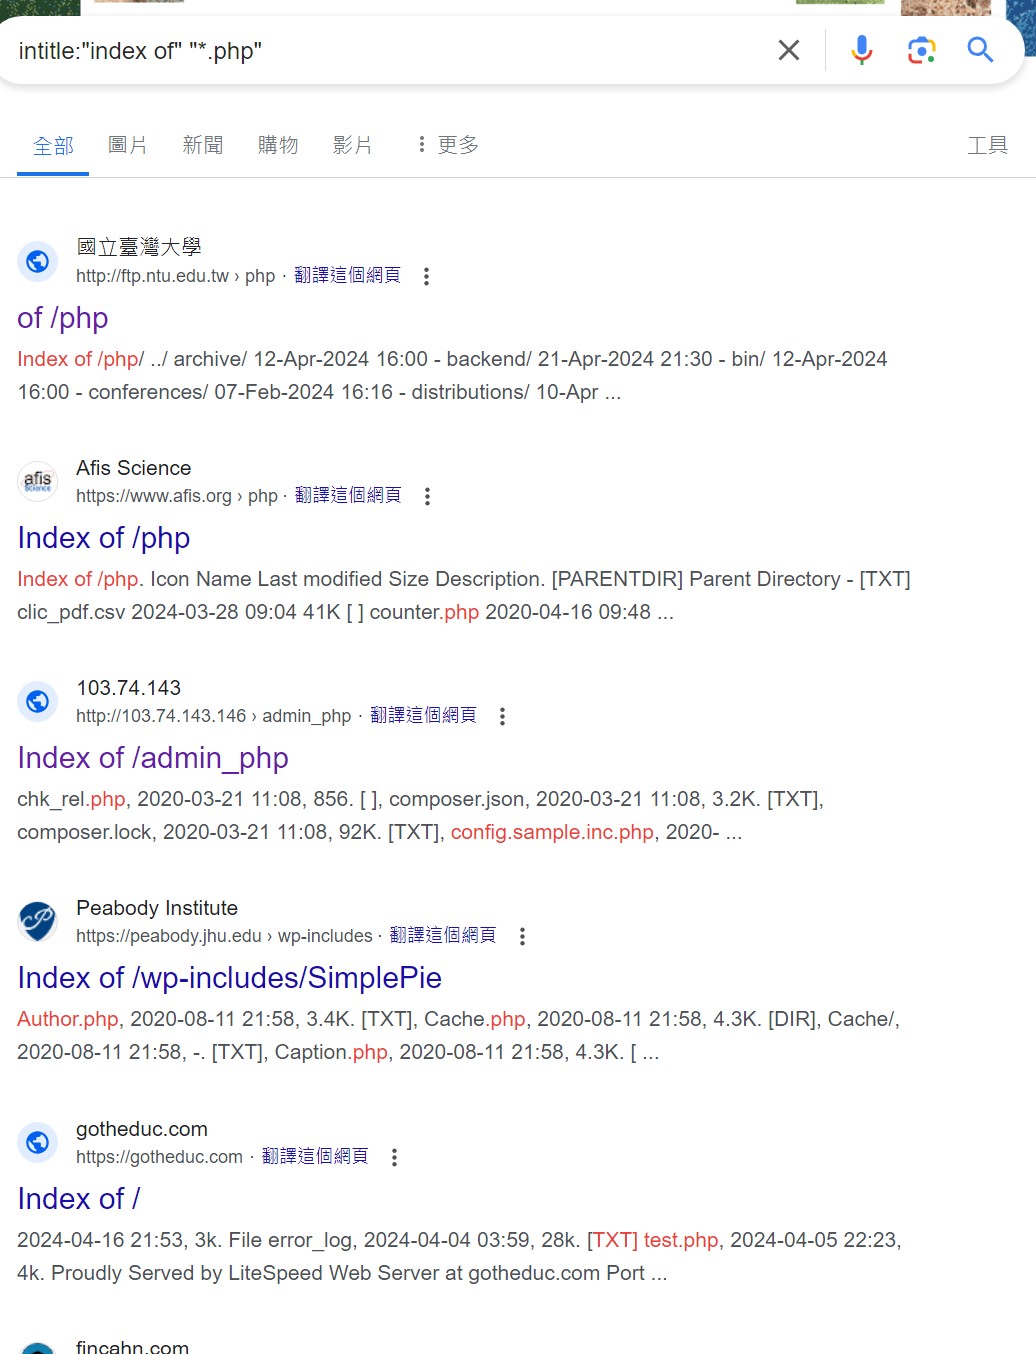 intitle:"index of" "*.php"
全部 圖片 新聞 購物 影片 更多 工具
國立臺灣大學
http://ftp.ntu.edu.tw › php · 翻譯這個網頁
of /php
Index of /php/ ../ archive/ 12-Apr-2024 16:00 - backend/ 21-Apr-2024 21:30 - bin/ 12-Apr-2024
16:00 - conferences/ 07-Feb-2024 16:16 - distributions/ 10-Apr ...
afis
Science
Afis Science
https://www.afis.org › php · 翻譯這個網頁
Index of /php
Index of /php. Icon Name Last modified Size Description. [PARENTDIR] Parent Directory - [TXT]
clic_pdf.csv 2024-03-28 09:04 41K [ ] counter.php 2020-04-16 09:48 ...
103.74.143
http://103.74.143.146 › admin_php · 翻譯這個網頁
Index of /admin_php
chk_rel.php, 2020-03-21 11:08, 856. [ ], composer.json, 2020-03-21 11:08, 3.2K. [TXT],
composer.lock, 2020-03-21 11:08, 92K. [TXT], config.sample.inc.php, 2020- ...
Peabody Institute
https://peabody.jhu.edu › wp-includes · 翻譯這個網頁
Index of /wp-includes/SimplePie
Author.php, 2020-08-11 21:58, 3.4K. [TXT], Cache.php, 2020-08-11 21:58, 4.3K. [DIR], Cache/,
2020-08-11 21:58, -. [TXT], Caption.php, 2020-08-11 21:58, 4.3K. [ ...
gotheduc.com
https://gotheduc.com · 翻譯這個網頁
Index of /
2024-04-16 21:53, 3k. File error_log, 2024-04-04 03:59, 28k. [TXT] test.php, 2024-04-05 22:23,
4k. Proudly Served by LiteSpeed Web Server at gotheduc.com Port ...
fincahn.com